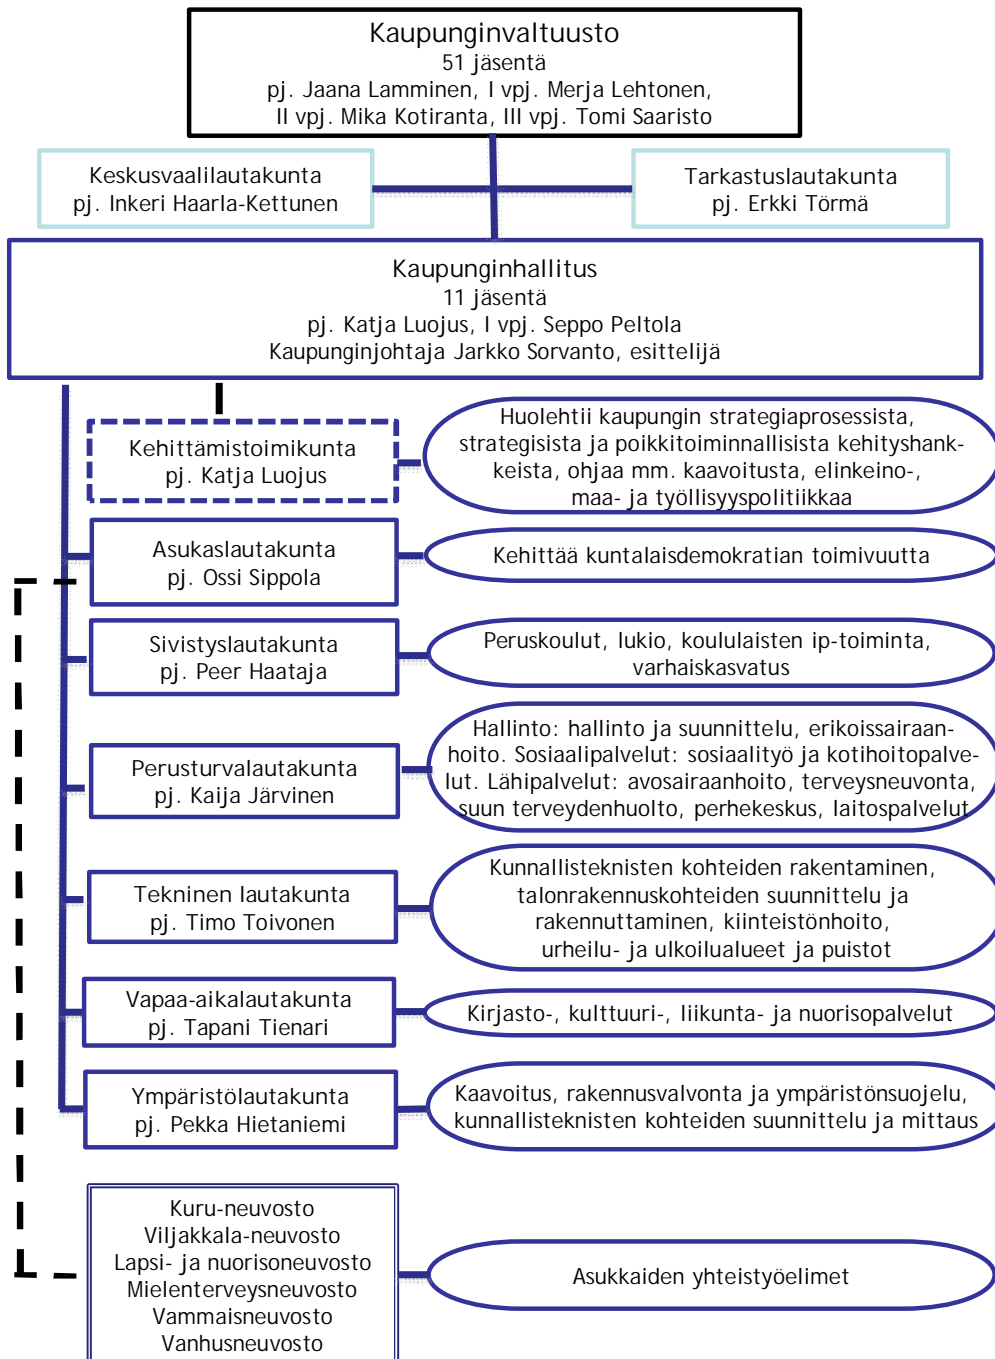 Kaupunginvaltuusto
51 jäsentä
pj. Jaana Lamminen, I vpj. Merja Lehtonen,
II vpj. Mika Kotiranta, III vpj. Tomi Saaristo
Keskusvaalilautakunta
pj. Inkeri Haarla-Kettunen
Tarkastuslautakunta
pj. Erkki Törmä
Kaupunginhallitus
11 jäsentä
pj. Katja Luojus, I vpj. Seppo Peltola
Kaupunginjohtaja Jarkko Sorvanto, esittelijä
Kehittämistoimikunta
pj. Katja Luojus
Huolehtii kaupungin strategiaprosessista,
strategisista ja poikkitoiminnallisista kehityshank-
keista, ohjaa mm. kaavoitusta, elinkeino-,
maa- ja työllisyyspolitiikkaa
Asukaslautakunta
pj. Ossi Sippola
Kehittää kuntalaisdemokratian toimivuutta
Sivistyslautakunta
pj. Peer Haataja
Peruskoulut, lukio, koululaisten ip-toiminta,
varhaiskasvatus
Perusturvalautakunta
pj. Kaija Järvinen
Hallinto: hallinto ja suunnittelu, erikoissairaan-
hoito. Sosiaalipalvelut: sosiaalityö ja kotihoitopalve-
lut. Lähipalvelut: avosairaanhoito, terveysneuvonta,
suun terveydenhuolto, perhekeskus, laitospalvelut
Tekninen lautakunta
pj. Timo Toivonen
Kunnallisteknisten kohteiden rakentaminen,
talonrakennuskohteiden suunnittelu ja
rakennuttaminen, kiinteistönhoito,
urheilu- ja ulkoilualueet ja puistot
Vapaa-aikalautakunta
pj. Tapani Tienari
Kirjasto-, kulttuuri-, liikunta- ja nuorisopalvelut
Ympäristölautakunta
pj. Pekka Hietaniemi
Kaavoitus, rakennusvalvonta ja ympäristönsuojelu,
kunnallisteknisten kohteiden suunnittelu ja mittaus
Kuru-neuvosto
Viljakkala-neuvosto
Lapsi- ja nuorisoneuvosto
Mielenterveysneuvosto
Vammaisneuvosto
Vanhusneuvosto
Asukkaiden yhteistyöelimet